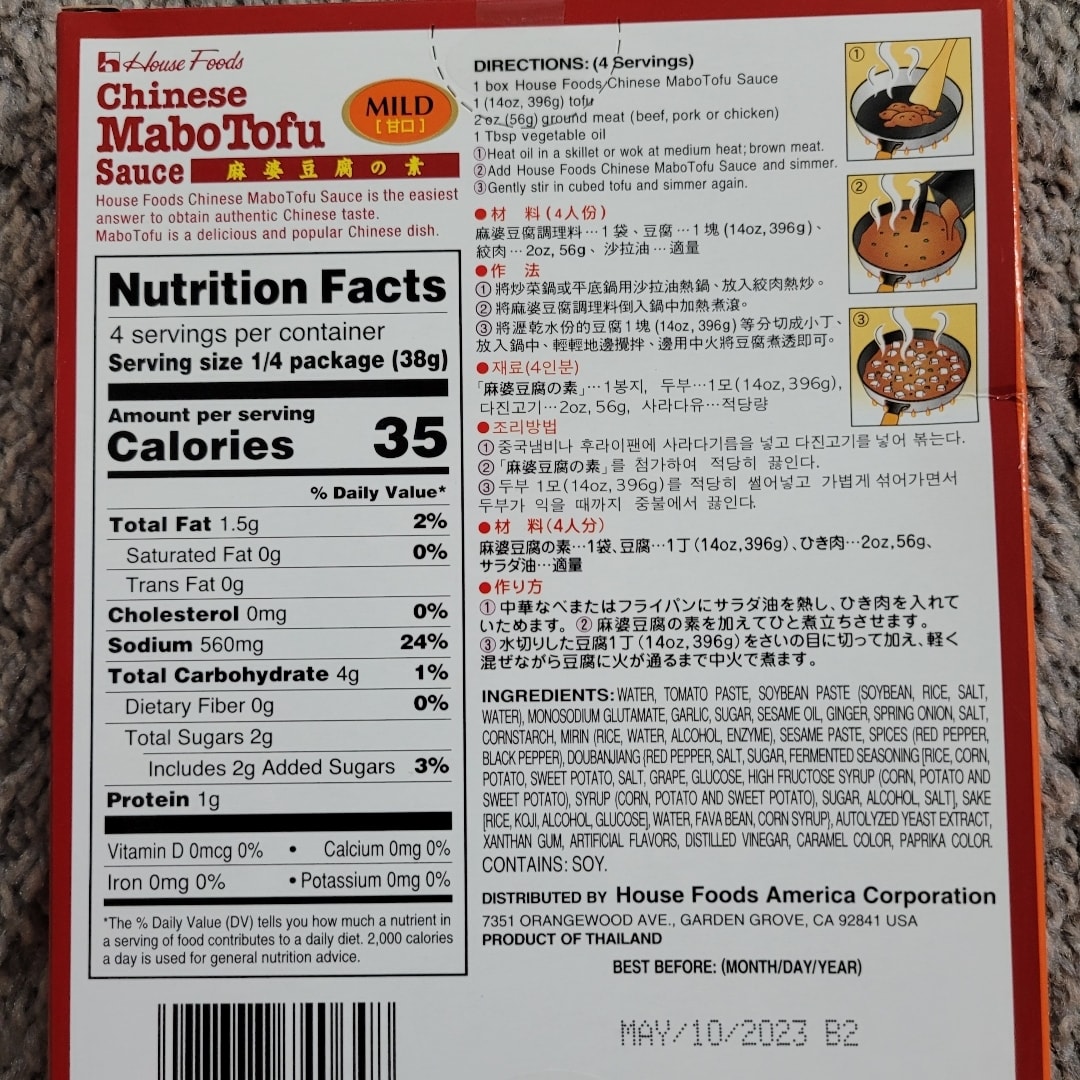 House Foods
Chinese
MaboTofu
Sauce
MILD
[甘口]
麻婆豆腐の素
House Foods Chinese MaboTofu Sauce is the easiest
answer to obtain authentic Chinese taste.
MaboTofu is a delicious and popular Chinese dish.
Nutrition Facts
4 servings per container
Serving size 1/4 package (38g)
Amount per serving
Calories 35
% Daily Value*
Total Fat 1.5g 2%
Saturated Fat 0g 0%
Trans Fat 0g
Cholesterol 0mg 0%
Sodium 560mg 24%
Total Carbohydrate 4g 1%
Dietary Fiber 0g 0%
Total Sugars 2g
Includes 2g Added Sugars 3%
Protein 1g
Vitamin D 0mcg 0% • Calcium 0mg 0%
Iron 0mg 0% • Potassium 0mg 0%
*The % Daily Value (DV) tells you how much a nutrient in
a serving of food contributes to a daily diet. 2,000 calories
a day is used for general nutrition advice.
DIRECTIONS: (4 Servings)
1 box House Foods Chinese MaboTofu Sauce
1 (14oz, 396g) tofu
2 oz (56g) ground meat (beef, pork or chicken)
1 Tbsp vegetable oil
①Heat oil in a skillet or wok at medium heat; brown meat.
②Add House Foods Chinese MaboTofu Sauce and simmer.
③Gently stir in cubed tofu and simmer again.
●材 料(4人份)
麻婆豆腐調理料…1袋、豆腐…1塊(14oz,396g)、
絞肉…2oz,56g、沙拉油…適量
●作 法
①將炒菜鍋或平底鍋用沙拉油熱鍋、放入絞肉熱炒。
②將麻婆豆腐調理料倒入鍋中加熱煮滾。
③將瀝乾水份的豆腐1塊(14oz,396g)等分切成小丁、
放入鍋中、輕輕地邊攪拌、邊用中火將豆腐煮透即可。
●재료(4인분)
「麻婆豆腐の素」…1봉지, 두부…1모(14oz,396g),
다진고기…2oz,56g, 사라다유…적당량
●조리방법
①중국냄비나 후라이팬에 사라다기름을 넣고 다진고기를 넣어 볶는다.
②「麻婆豆腐の素」를 첨가하여 적당히 끓인다.
③두부 1모(14oz,396g)를 적당히 썰어넣고 가볍게 섞어가면서
두부가 익을 때까지 중불에서 끓인다.
●材 料(4人分)
麻婆豆腐の素…1袋、豆腐…1丁(14oz,396g)、ひき肉…2oz,56g、
サラダ油…適量
●作り方
①中華なべまたはフライパンにサラダ油を熱し、ひき肉を入れて
いためます。②麻婆豆腐の素を加えてひと煮立ちさせます。
③水切りした豆腐1丁(14oz,396g)をさいの目に切って加え、軽く
混ぜながら豆腐に火が通るまで中火で煮ます。
①
②
③
INGREDIENTS: WATER, TOMATO PASTE, SOYBEAN PASTE (SOYBEAN, RICE, SALT,
WATER), MONOSODIUM GLUTAMATE, GARLIC, SUGAR, SESAME OIL, GINGER, SPRING ONION, SALT,
CORNSTARCH, MIRIN (RICE, WATER, ALCOHOL, ENZYME), SESAME PASTE, SPICES (RED PEPPER,
BLACK PEPPER), DOUBANJIANG (RED PEPPER, SALT, SUGAR, FERMENTED SEASONING [RICE, CORN,
POTATO, SWEET POTATO, SALT, GRAPE, GLUCOSE, HIGH FRUCTOSE SYRUP (CORN, POTATO AND
SWEET POTATO), SYRUP (CORN, POTATO AND SWEET POTATO), SUGAR, ALCOHOL, SALT], SAKE
[RICE, KOJI, ALCOHOL, GLUCOSE], WATER, FAVA BEAN, CORN SYRUP), AUTOLYZED YEAST EXTRACT,
XANTHAN GUM, ARTIFICIAL FLAVORS, DISTILLED VINEGAR, CARAMEL COLOR, PAPRIKA COLOR.
CONTAINS: SOY.
DISTRIBUTED BY House Foods America Corporation
7351 ORANGEWOOD AVE., GARDEN GROVE, CA 92841 USA
PRODUCT OF THAILAND
BEST BEFORE: (MONTH/DAY/YEAR)
MAY/10/2023 B2